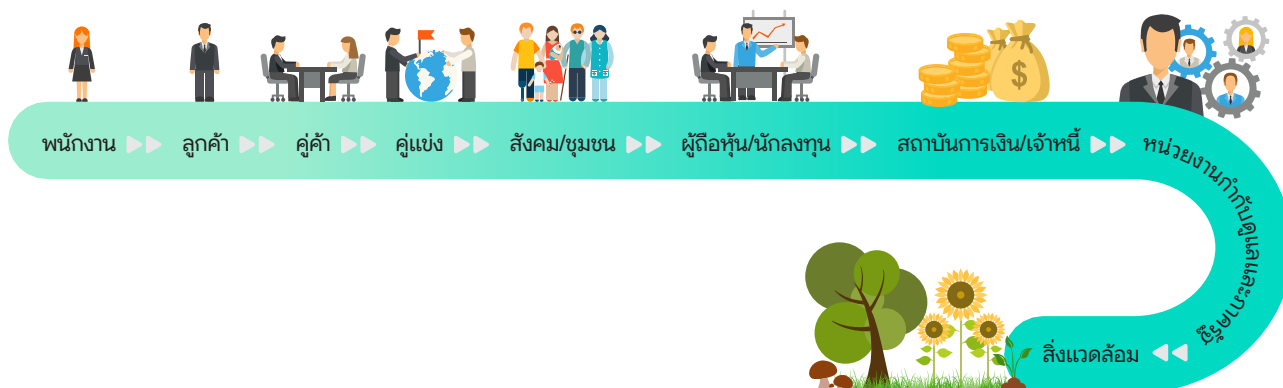 พนักงาน
ลูกค้า
คู่ค้า
คู่แข่ง
สังคม/ชุมชน
ผู้ถือหุ้น/นักลงทุน
สถาบันการเงิน/เจ้าหนี้
หน่วยงานกำกับดูแลและภาครัฐ
สิ่งแวดล้อม
$